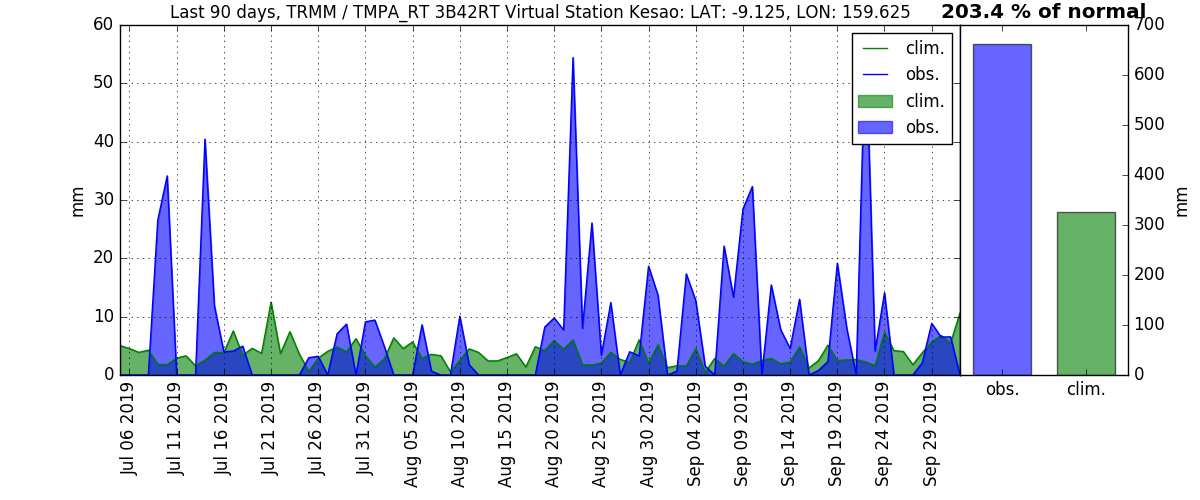 Last 90 days, TRMM / TMPA_RT 3B42RT Virtual Station Kesao: LAT: -9.125, LON: 159.625
203.4 % of normal
60
50
40
30
20
10
0
mm
clim.
obs.
clim.
obs.
700
600
500
400
300
200
100
0
mm
Jul 06 2019
Jul 11 2019
Jul 16 2019
Jul 21 2019
Jul 26 2019
Jul 31 2019
Aug 05 2019
Aug 10 2019
Aug 15 2019
Aug 20 2019
Aug 25 2019
Aug 30 2019
Sep 04 2019
Sep 09 2019
Sep 14 2019
Sep 19 2019
Sep 24 2019
Sep 29 2019
obs.
clim.